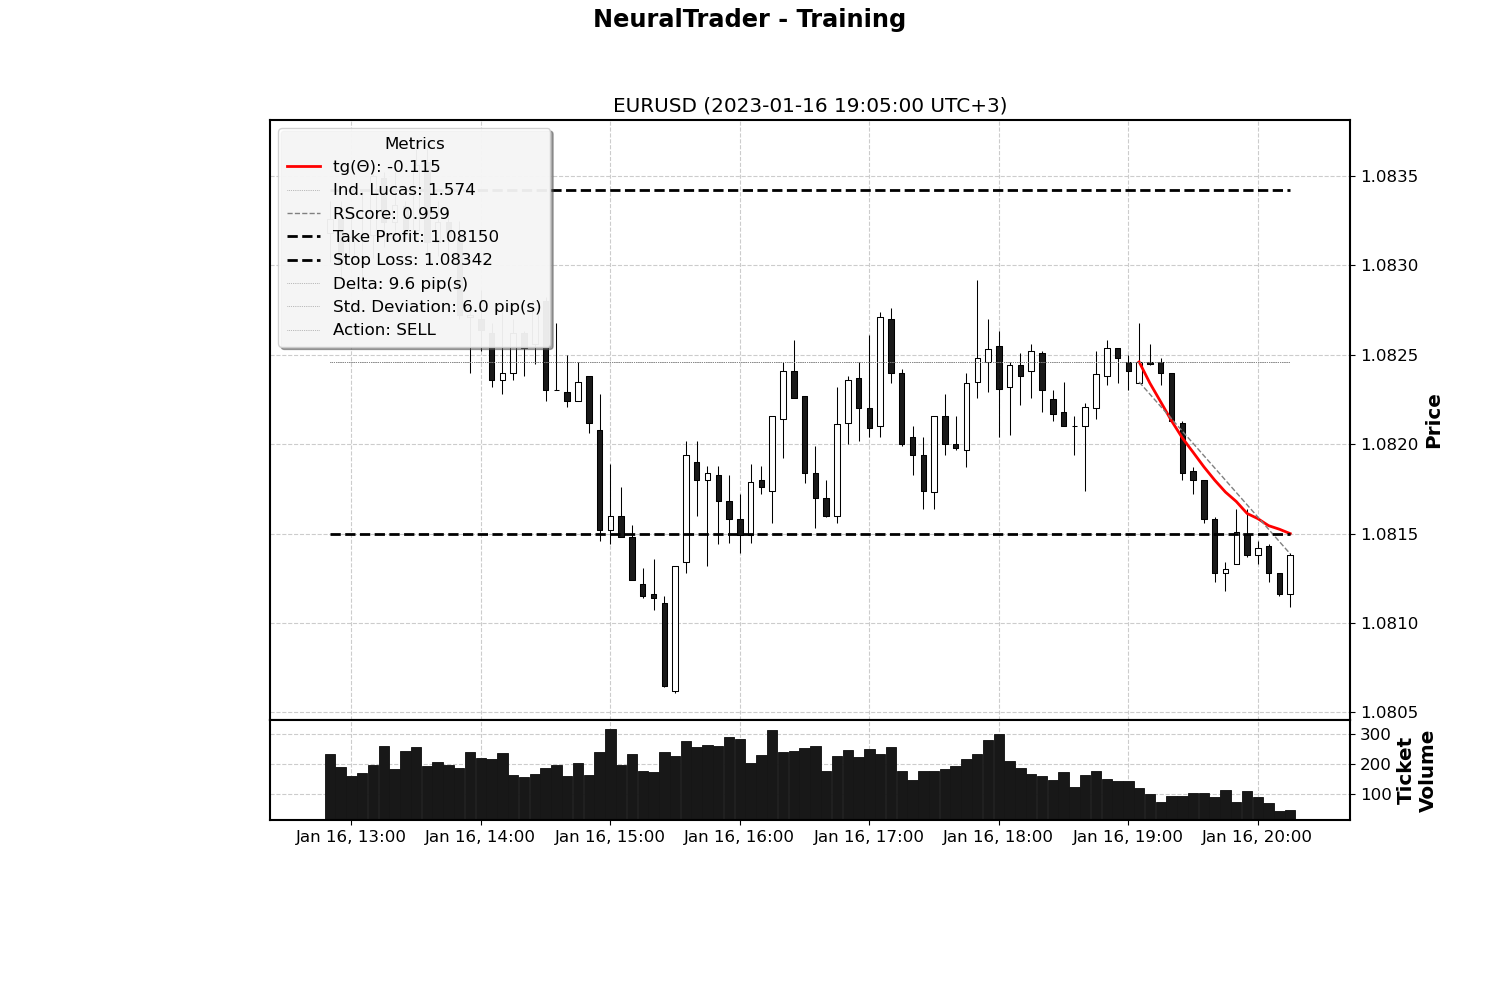 NeuralTrader - Training
EURUSD (2023-01-16 19:05:00 UTC+3)
Metrics
tg(Θ): -0.115
Ind. Lucas: 1.574
RScore: 0.959
Take Profit: 1.08150
Stop Loss: 1.08342
Delta: 9.6 pip(s)
Std. Deviation: 6.0 pip(s)
Action: SELL
1.0835
1.0830
1.0825
1.0820
1.0815
1.0810
1.0805
Price
300
200
100
Ticket
Volume
Jan 16, 13:00
Jan 16, 14:00
Jan 16, 15:00
Jan 16, 16:00
Jan 16, 17:00
Jan 16, 18:00
Jan 16, 19:00
Jan 16, 20:00